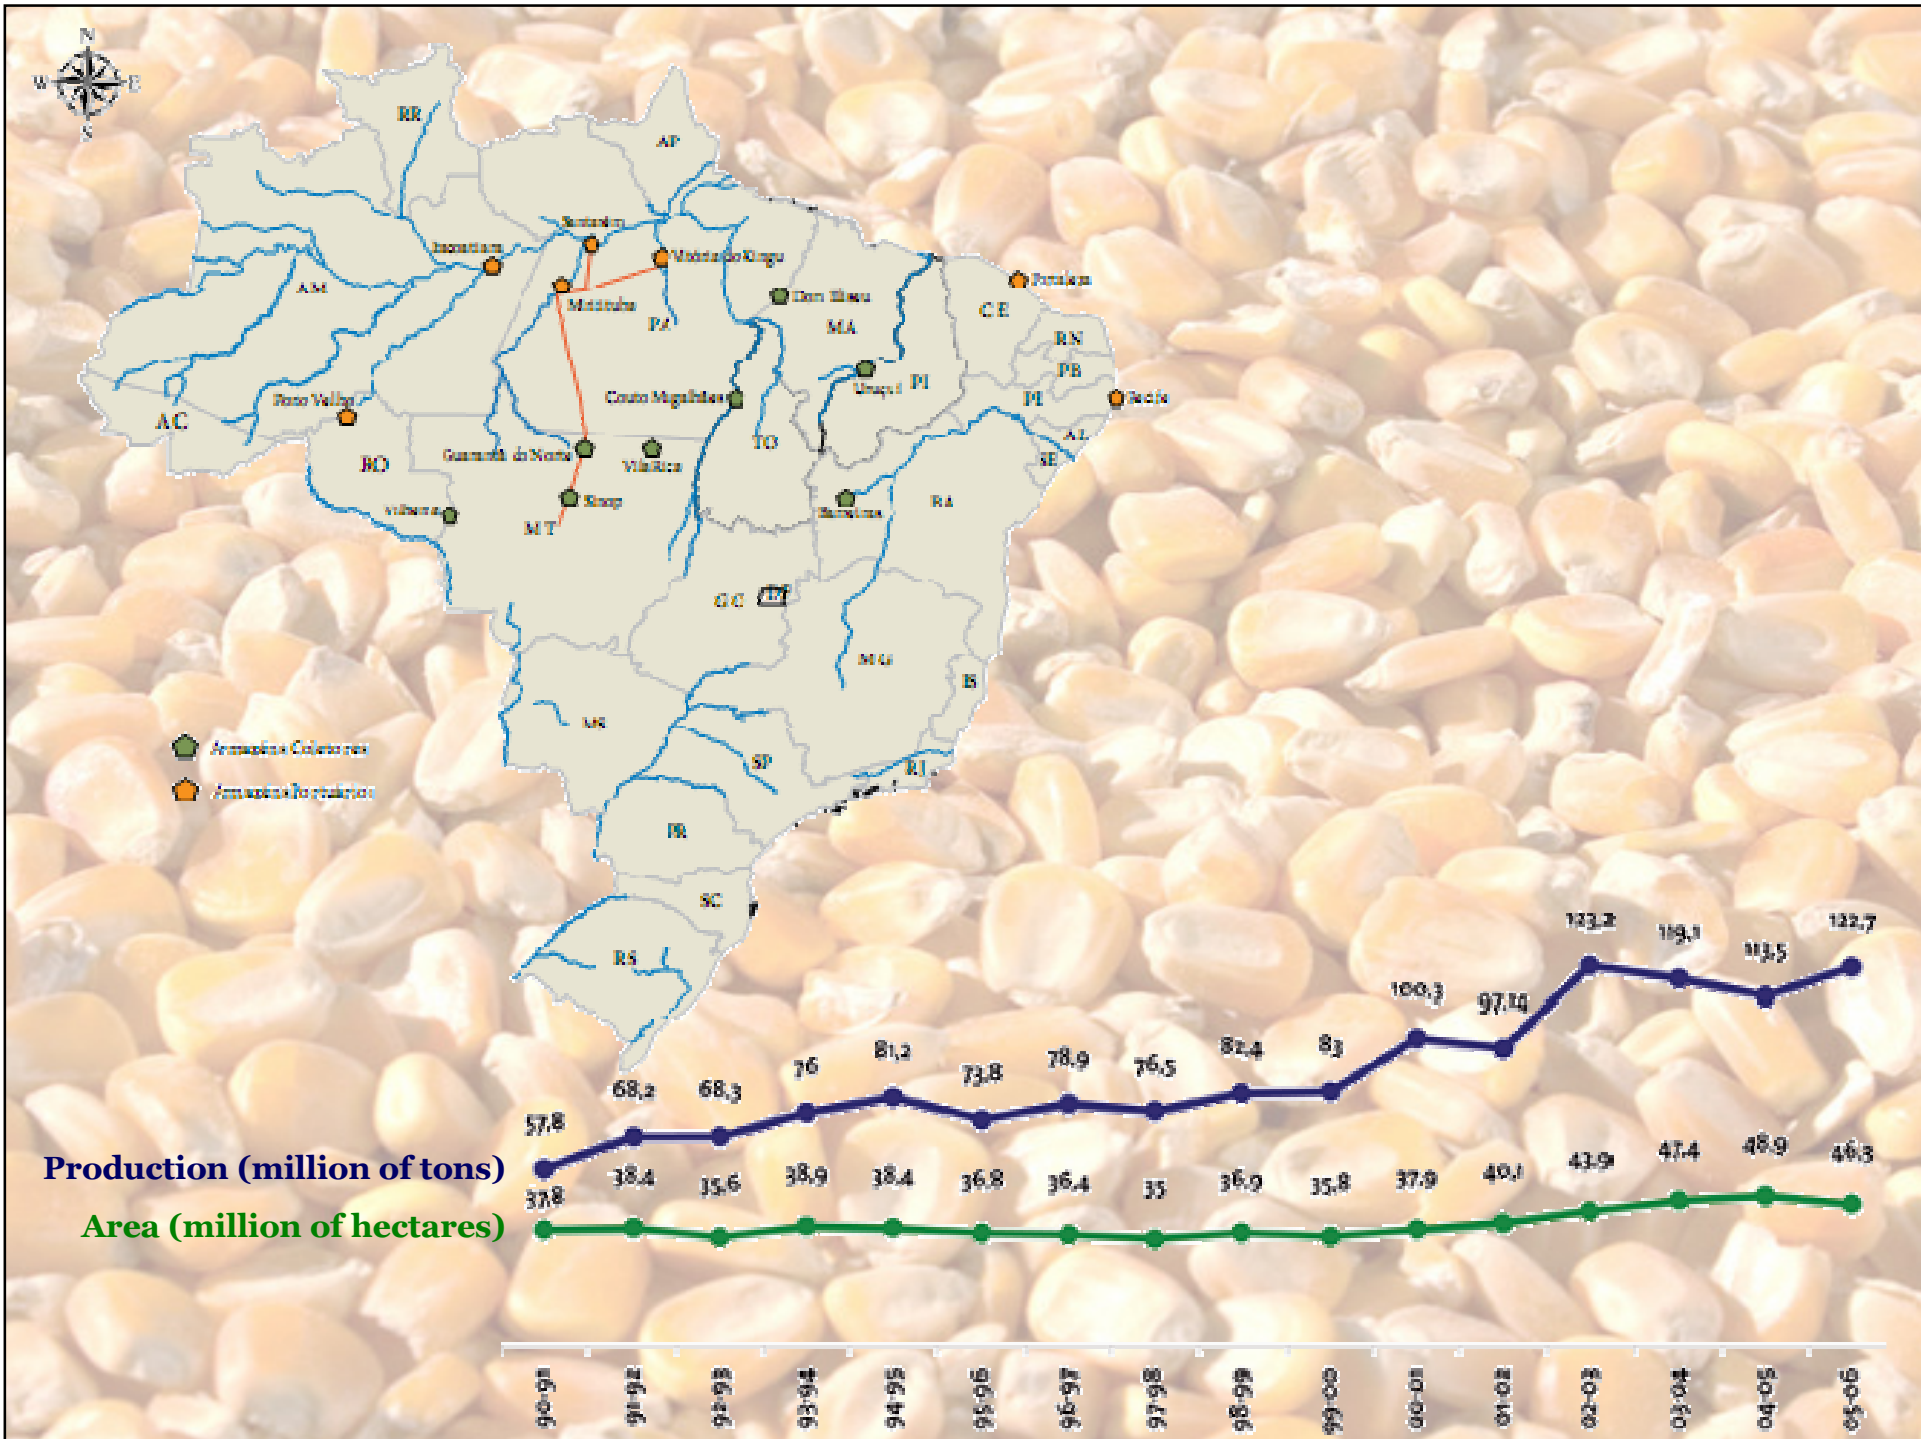 N
W E
S
RR
AP
Santarém
Itacoatiara
Vitória do Xingu
Fortaleza
AM
Miritituba
Dom Eliseu
CE
PA
MA
RN
PB
Porto Velho
Couto Magalhães
Uruçuí PI
PI
Recife
AC
TO
AL
Guarantã do Norte
Vila Rica
SE
RO
Sinop
BA
Vilhena
MT
MG
MS
SP
RJ
Armazéns Coletores
Armazéns Portuários
PR
SC
RS
123,2 119,1 113,5 122,7
100,3 97,14
57,8 68,2 68,3 76 81,2 73,8 78,9 76,5 82,4 83
Production (million of tons)
37,8 38,4 35,6 38,9 38,4 36,8 36,4 35 36,9 35,8 37,9 40,1 43,9 47,4 48,9 46,3
Area (million of hectares)
90-91 91-92 92-93 93-94 94-95 95-96 96-97 97-98 98-99 99-00 00-01 01-02 02-03 03-04 04-05 05-06